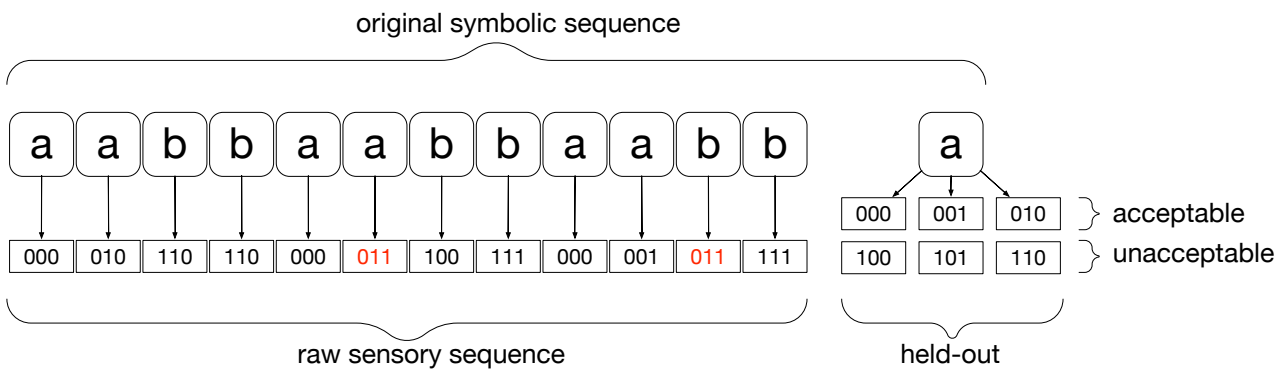 original symbolic sequence
a a b b a a b b a a b b a
000 001 010 acceptable
000 010 110 110 000 011 100 111 000 001 011 111 100 101 110 unacceptable
raw sensory sequence held-out